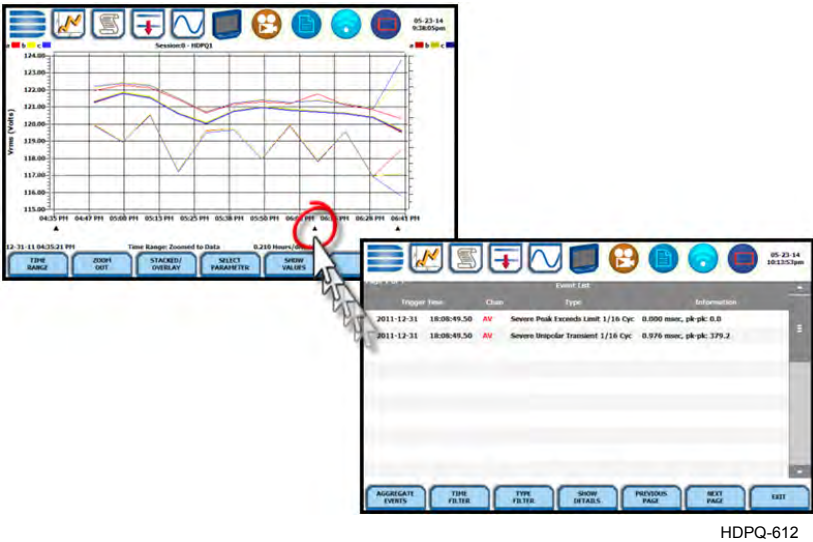 05-23-14
9:38:05pm
a b c
Session:0 - HDPQ1
a b c
124.00
123.00
122.00
121.00
120.00
119.00
118.00
117.00
116.00
115.00
Vrms (Volts)
04:35 PM 04:47 PM 05:00 PM 05:13 PM 05:25 PM 05:38 PM 05:50 PM 06:28 PM 06:41 PM
12-31-11 04:35:21 PM Time Range: Zoomed to Data 0.210 Hours/
TIME RANGE
ZOOM OUT
STACKED/ OVERLAY
SELECT PARAMETER
SHOW VALUES
05-23-14
10:13:53pm
Event List
Trigger Time Chan Type Information
2011-12-31 18:08:49.50 AV Severe Peak Exceeds Limit 1/16 Cyc 0.000 msec, pk-pk: 0.0
2011-12-31 18:08:49.50 AV Severe Unipolar Transient 1/16 Cyc 0.976 msec, pk-pk: 379.2
AGGREGATE EVENTS
TIME FILTER
TYPE FILTER
SHOW DETAILS
PREVIOUS PAGE
NEXT PAGE
EXIT
HDPQ-612